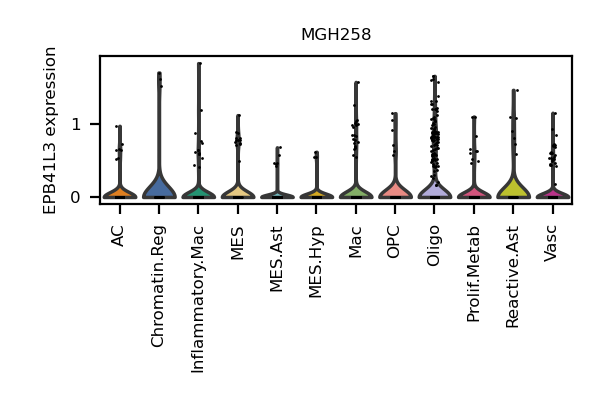 MGH258
EPB41L3 expression
1
0
AC
Chromatin.Reg
Inflammatory.Mac
MES
MES.Ast
MES.Hyp
Mac
OPC
Oligo
Prolif.Metab
Reactive.Ast
Vasc